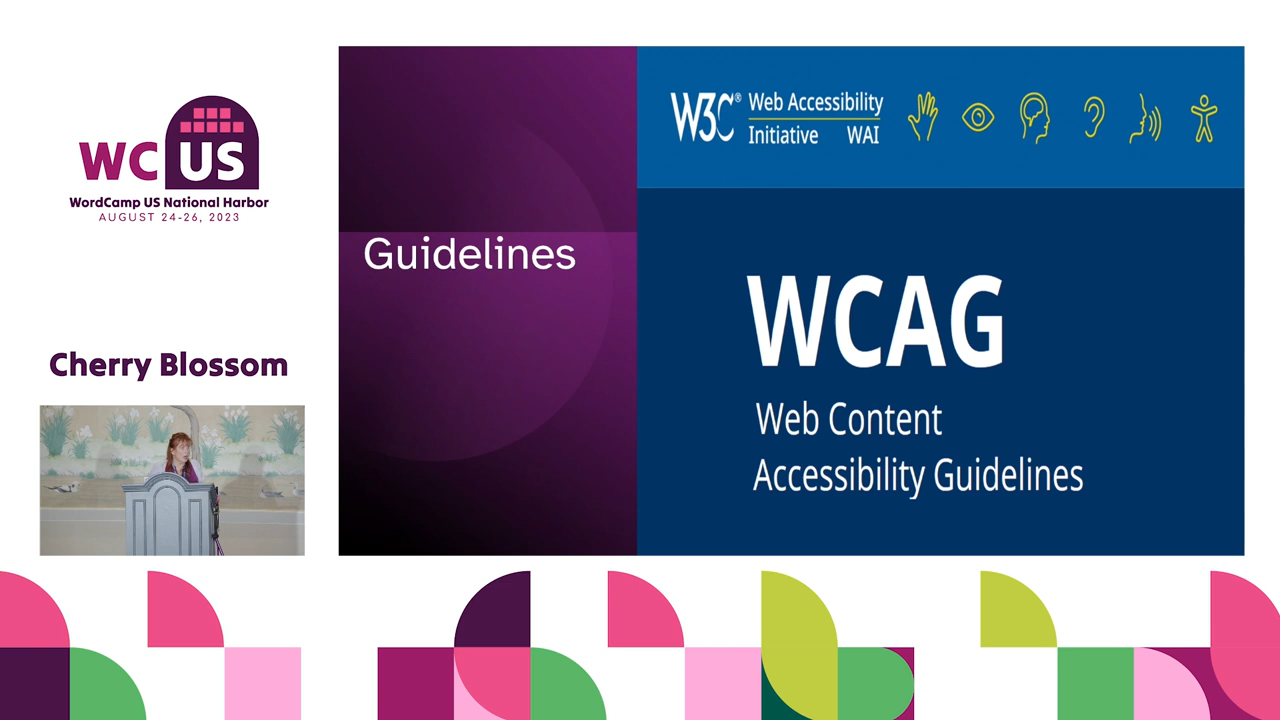 WC US
WordCamp US National Harbor
AUGUST 24-26, 2023
Cherry Blossom
Guidelines
W3C® Web Accessibility
Initiative WAI
WCAG
Web Content
Accessibility Guidelines